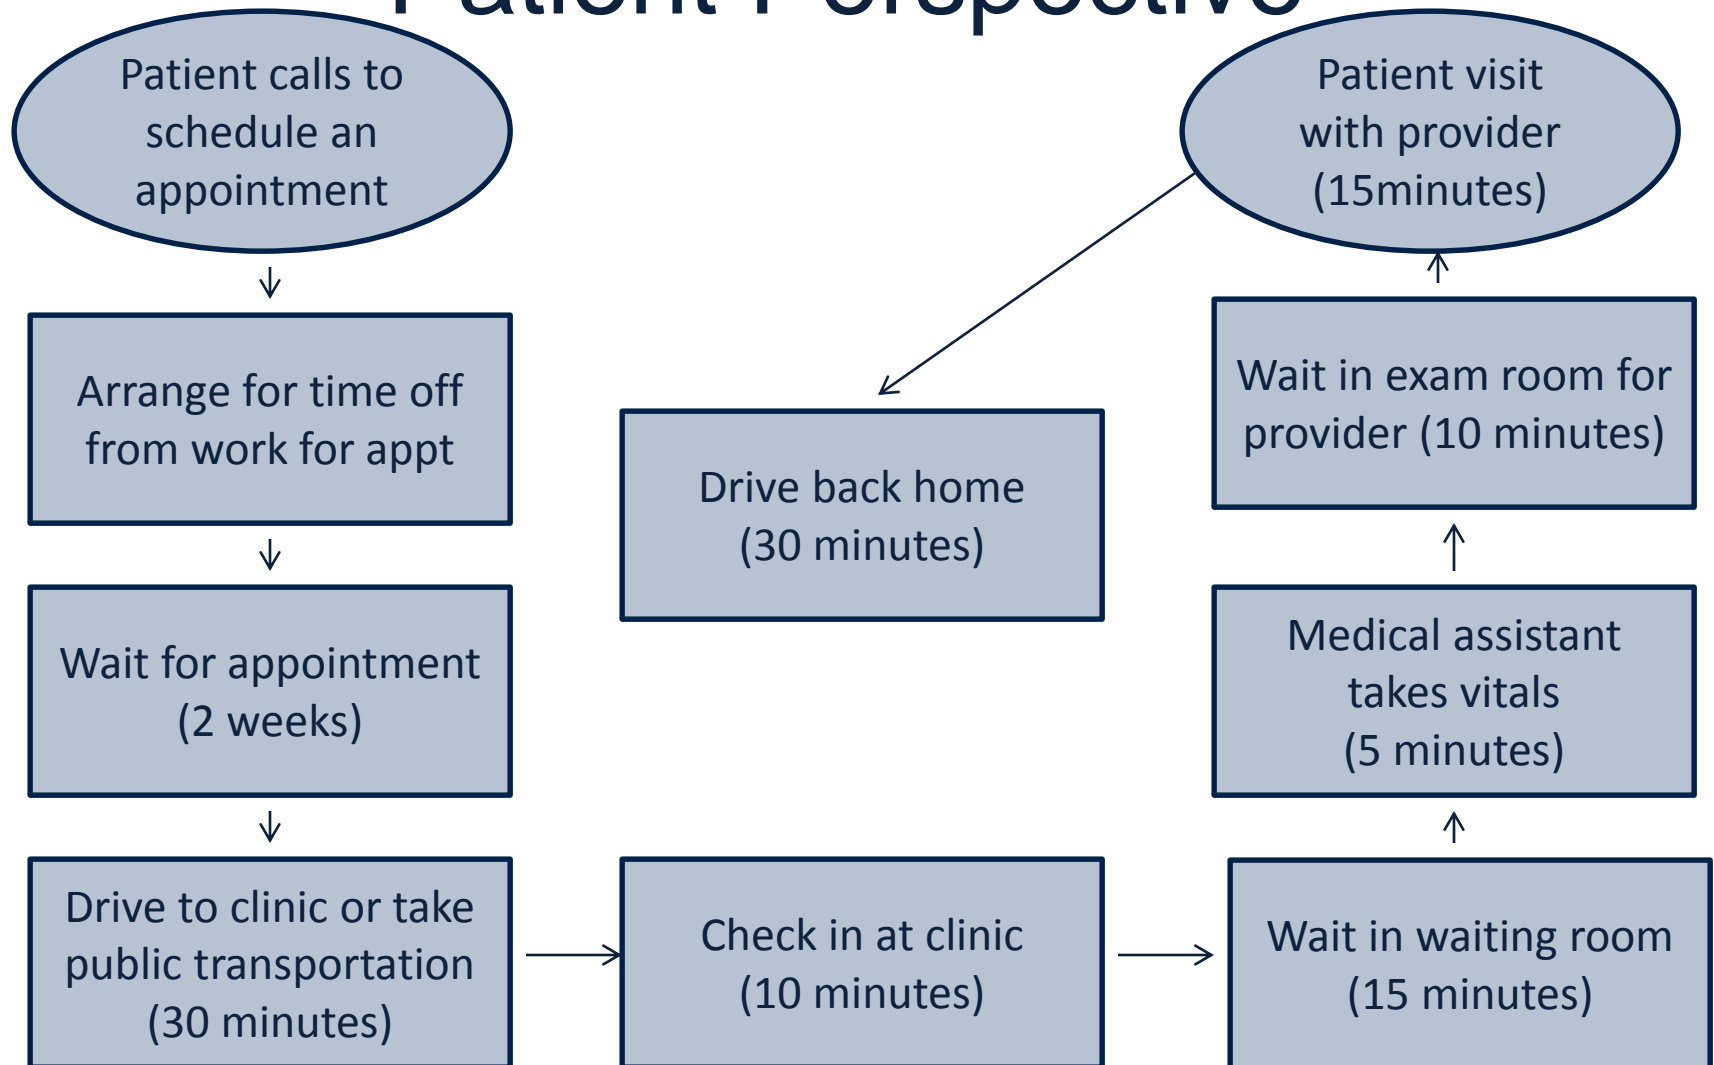 Patient Perspective
Patient calls to
schedule an
appointment
Arrange for time off
from work for appt
Wait for appointment
(2 weeks)
Drive to clinic or take
public transportation
(30 minutes)
Check in at clinic
(10 minutes)
Wait in waiting room
(15 minutes)
Medical assistant
takes vitals
(5 minutes)
Wait in exam room for
provider (10 minutes)
Patient visit
with provider
(15minutes)
Drive back home
(30 minutes)